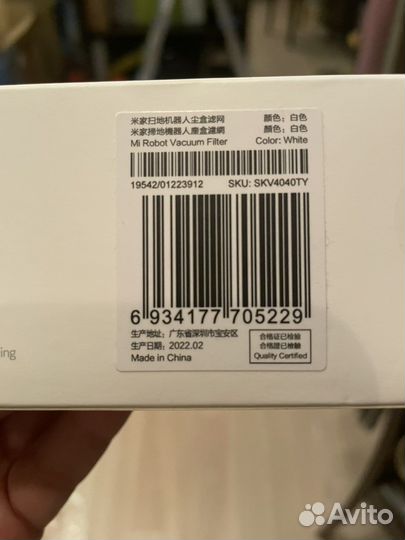 米家扫地机器人尘盒滤网 颜色：白色
米家掃地機器人塵盒濾網 顏色：白色
Mi Robot Vacuum Filter Color: White
19542/01223912 SKU: SKV4040TY
6 934177 705229
生产地址：广东省深圳市宝安区
生产日期：2022.02
Made in China
合格证已检验
合格證已檢驗
Quality Certified
ing
Avito